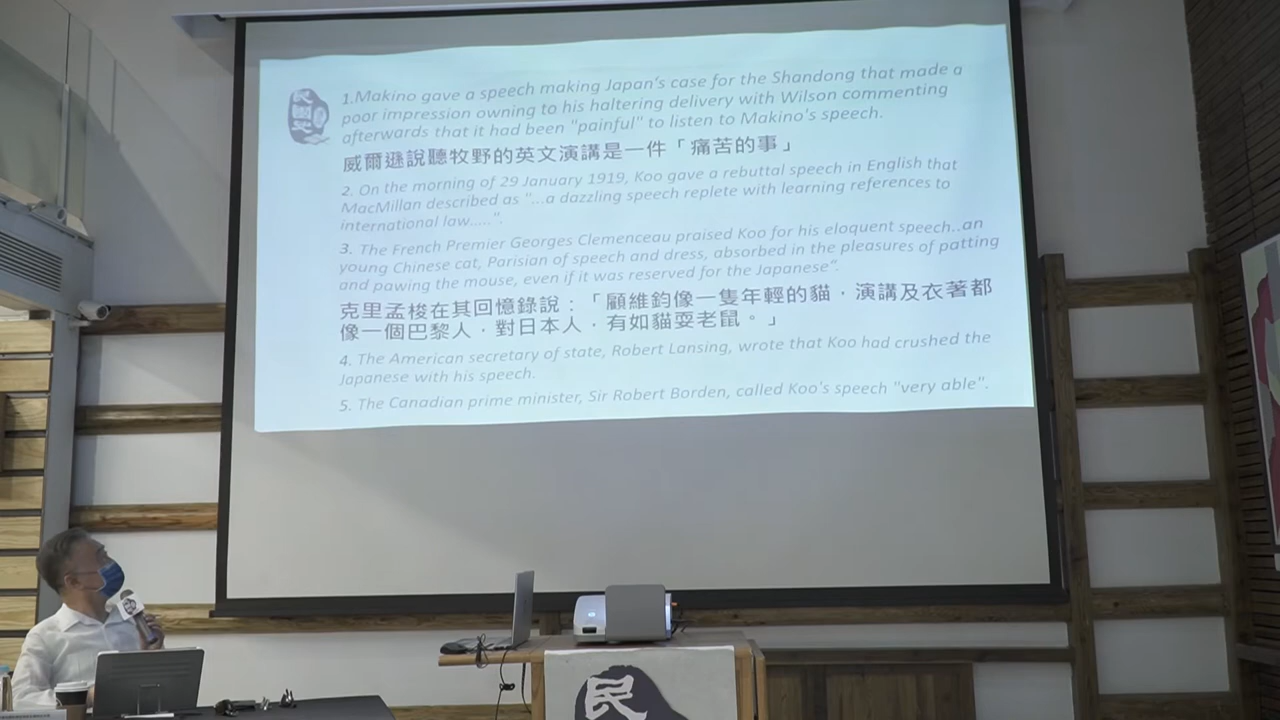 1.Makino gave a speech making Japan's case for the Shandong that made a
poor impression owning to his haltering delivery with Wilson commenting
afterwards that it had been "painful" to listen to Makino's speech.
威爾遜說聽牧野的英文演講是一件「痛苦的事」
2. On the morning of 29 January 1919, Koo gave a rebuttal speech in English that
MacMillan described as "...a dazzling speech replete with learning references to
international law.....".
3. The French Premier Georges Clemenceau praised Koo for his eloquent speech..an
young Chinese cat, Parisian of speech and dress, absorbed in the pleasures of patting
and pawing the mouse, even if it was reserved for the Japanese".
克里孟梭在其回憶錄說：「顧維鈞像一隻年輕的貓．演講及衣著都
像一個巴黎人．對日本人．有如貓耍老鼠。」
4. The American secretary of state, Robert Lansing, wrote that Koo had crushed the
Japanese with his speech.
5. The Canadian prime minister, Sir Robert Borden, called Koo's speech "very able".
民